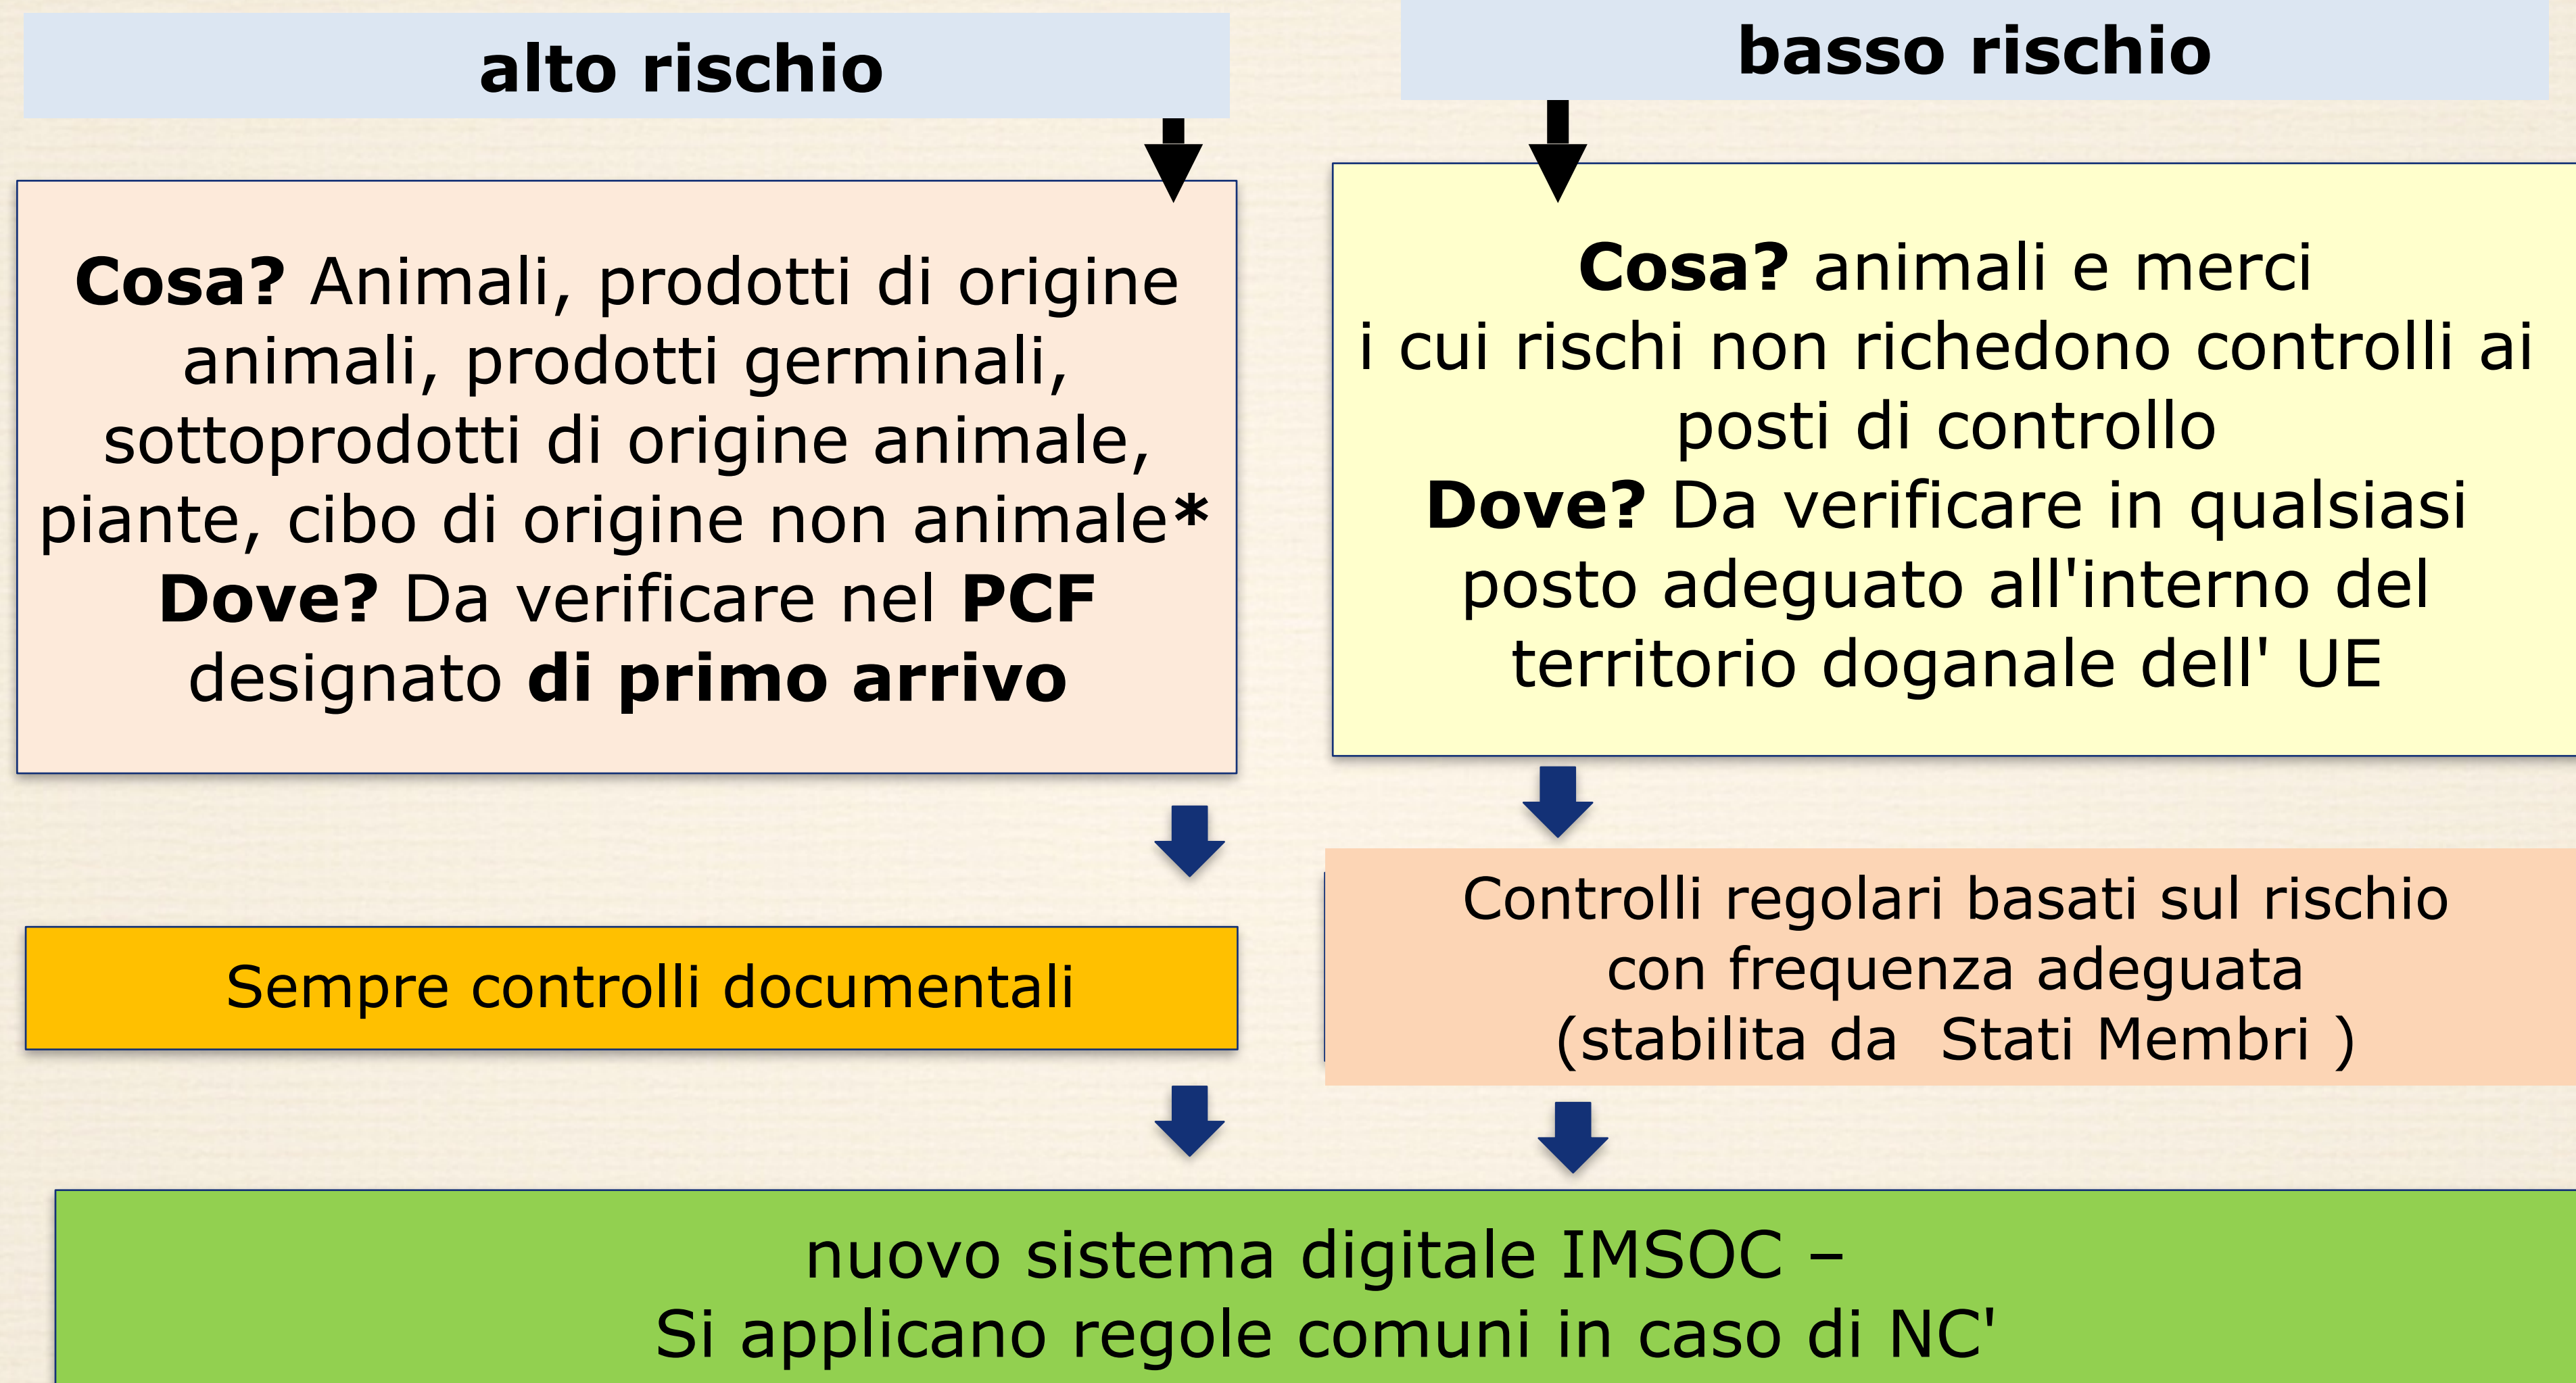 alto rischio
Cosa? Animali, prodotti di origine
animali, prodotti germinali,
sottoprodotti di origine animale,
piante, cibo di origine non animale*
Dove? Da verificare nel PCF
designato di primo arrivo
Sempre controlli documentali
basso rischio
Cosa? animali e merci
i cui rischi non richedono controlli ai
posti di controllo
Dove? Da verificare in qualsiasi
posto adeguato all'interno del
territorio doganale dell' UE
Controlli regolari basati sul rischio
con frequenza adeguata
(stabilita da  Stati Membri )
nuovo sistema digitale IMSOC –
Si applicano regole comuni in caso di NC'